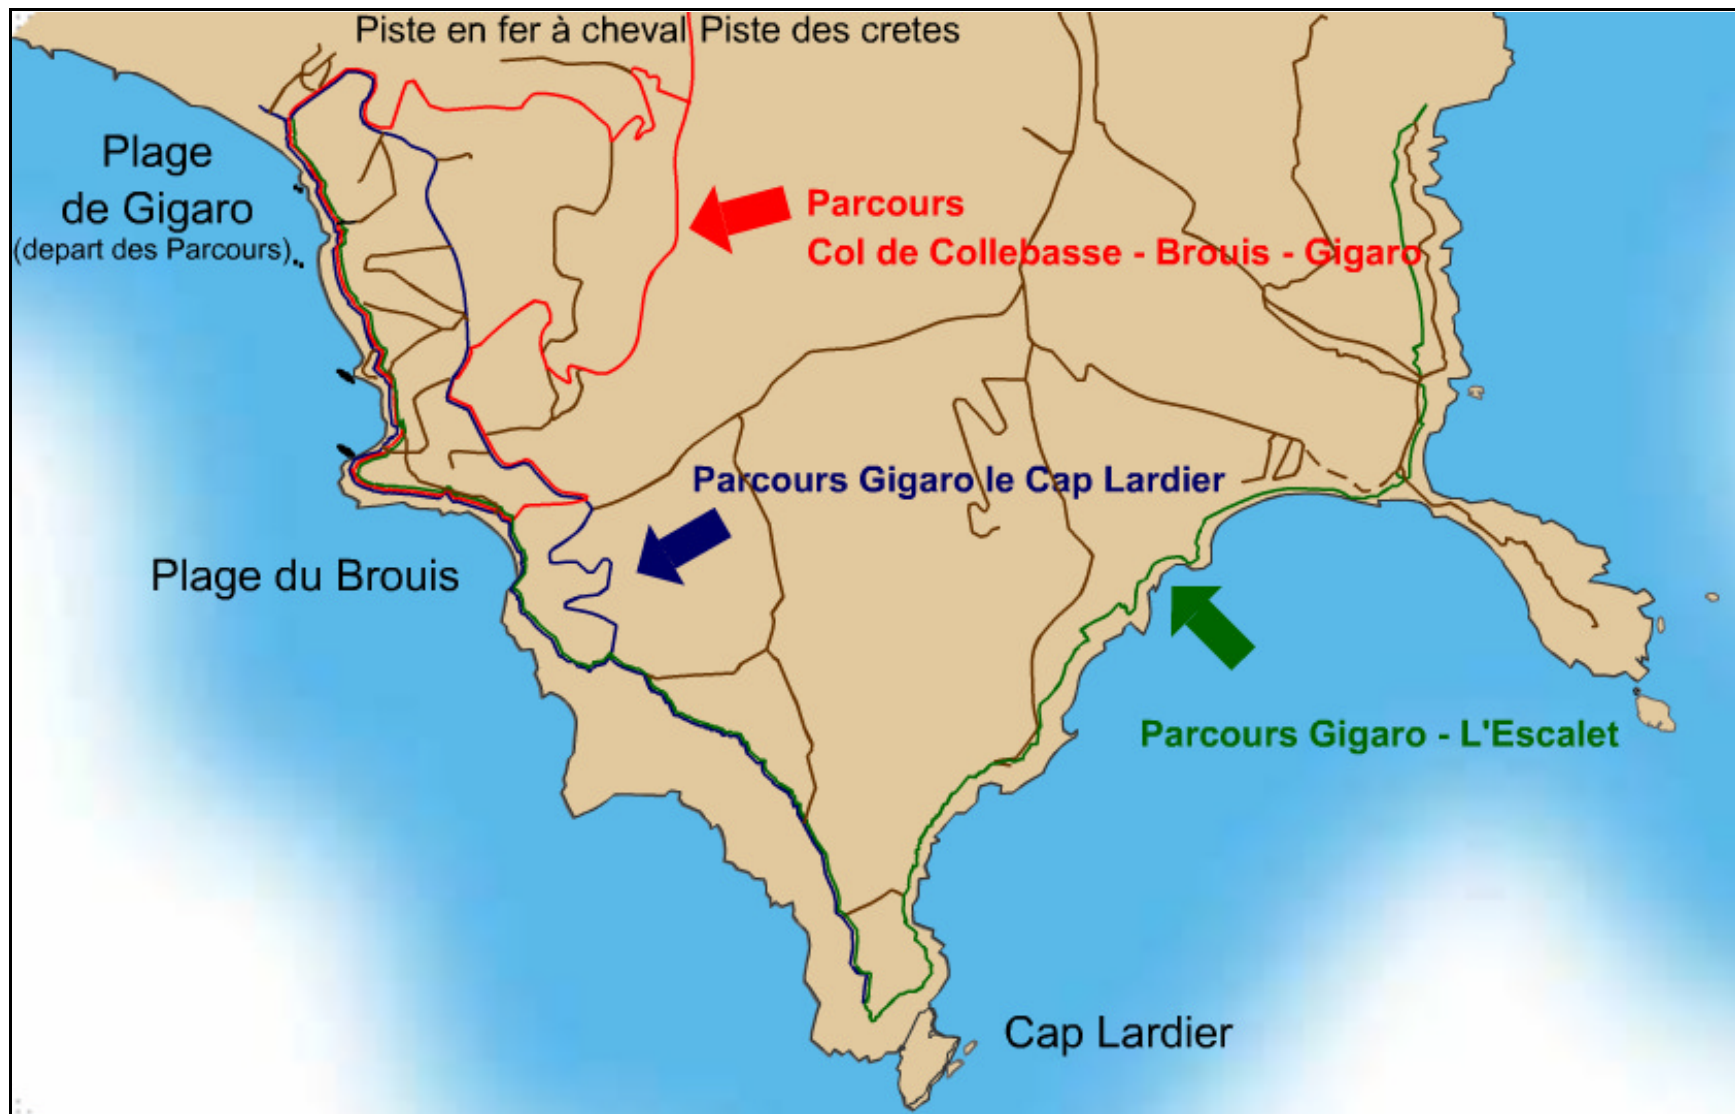 Piste en fer à cheval Piste des cretes
Plage
de Gigaro
(depart des Parcours)
Parcours
Col de Collebasse - Brouis - Gigaro
Parcours Gigaro le Cap Lardier
Plage du Brouis
Parcours Gigaro - L'Escalet
Cap Lardier